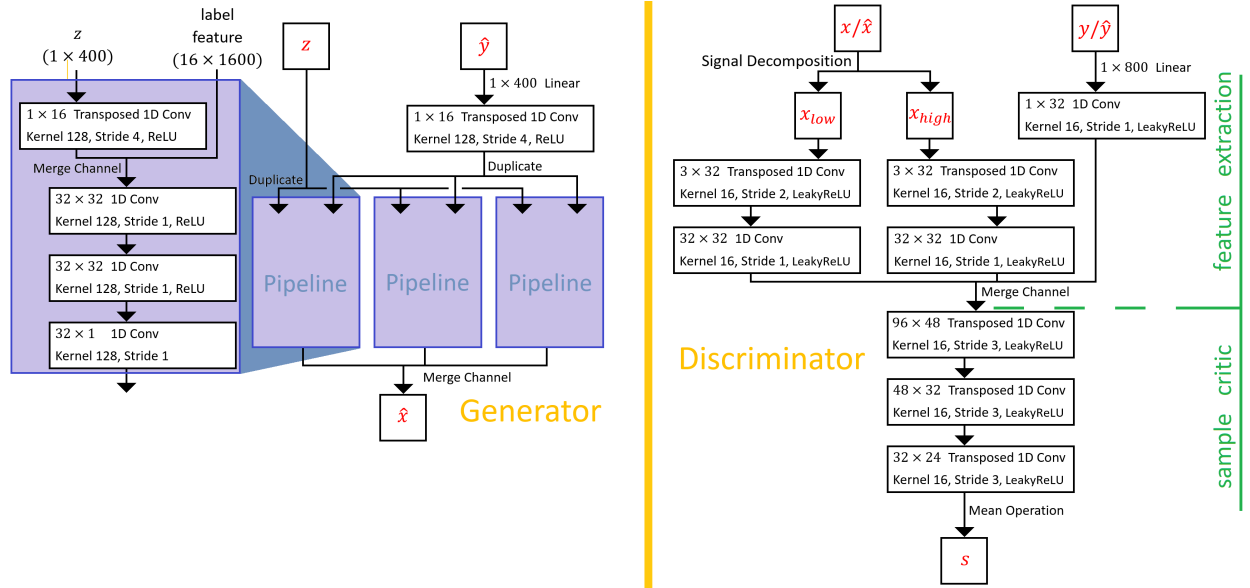 z
(1 × 400)
label
feature
(16 × 1600)
1 × 16 Transposed 1D Conv
Kernel 128, Stride 4, ReLU
Merge Channel
32 × 32 1D Conv
Kernel 128, Stride 1, ReLU
32 × 32 1D Conv
Kernel 128, Stride 1, ReLU
32 × 1 1D Conv
Kernel 128, Stride 1
z
ŷ
1 × 400 Linear
1 × 16 Transposed 1D Conv
Kernel 128, Stride 4, ReLU
Duplicate
Duplicate
Pipeline
Pipeline
Pipeline
Merge Channel
x̂
Generator
x/x̂
y/ŷ
Signal Decomposition
1 × 800 Linear
x_low
x_high
1 × 32 1D Conv
Kernel 16, Stride 1, LeakyReLU
3 × 32 Transposed 1D Conv
Kernel 16, Stride 2, LeakyReLU
3 × 32 Transposed 1D Conv
Kernel 16, Stride 2, LeakyReLU
32 × 32 1D Conv
Kernel 16, Stride 1, LeakyReLU
32 × 32 1D Conv
Kernel 16, Stride 1, LeakyReLU
Merge Channel
96 × 48 Transposed 1D Conv
Kernel 16, Stride 3, LeakyReLU
48 × 32 Transposed 1D Conv
Kernel 16, Stride 3, LeakyReLU
32 × 24 Transposed 1D Conv
Kernel 16, Stride 3, LeakyReLU
Mean Operation
s
Discriminator
feature extraction
sample critic